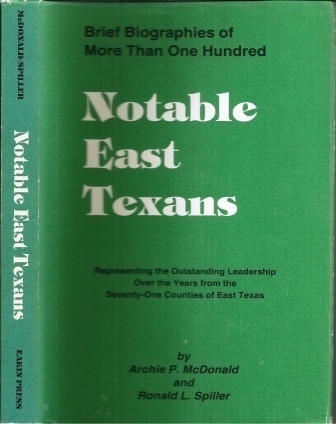 McDONALD/SPILLER
Notable East Texans
EAKIN PRESS
Brief Biographies of
More Than One Hundred
Notable
East
Texans
Representing the Outstanding Leadership
Over the Years from the
Seventy-One Counties of East Texas
by
Archie P. McDonald
and
Ronald L. Spiller